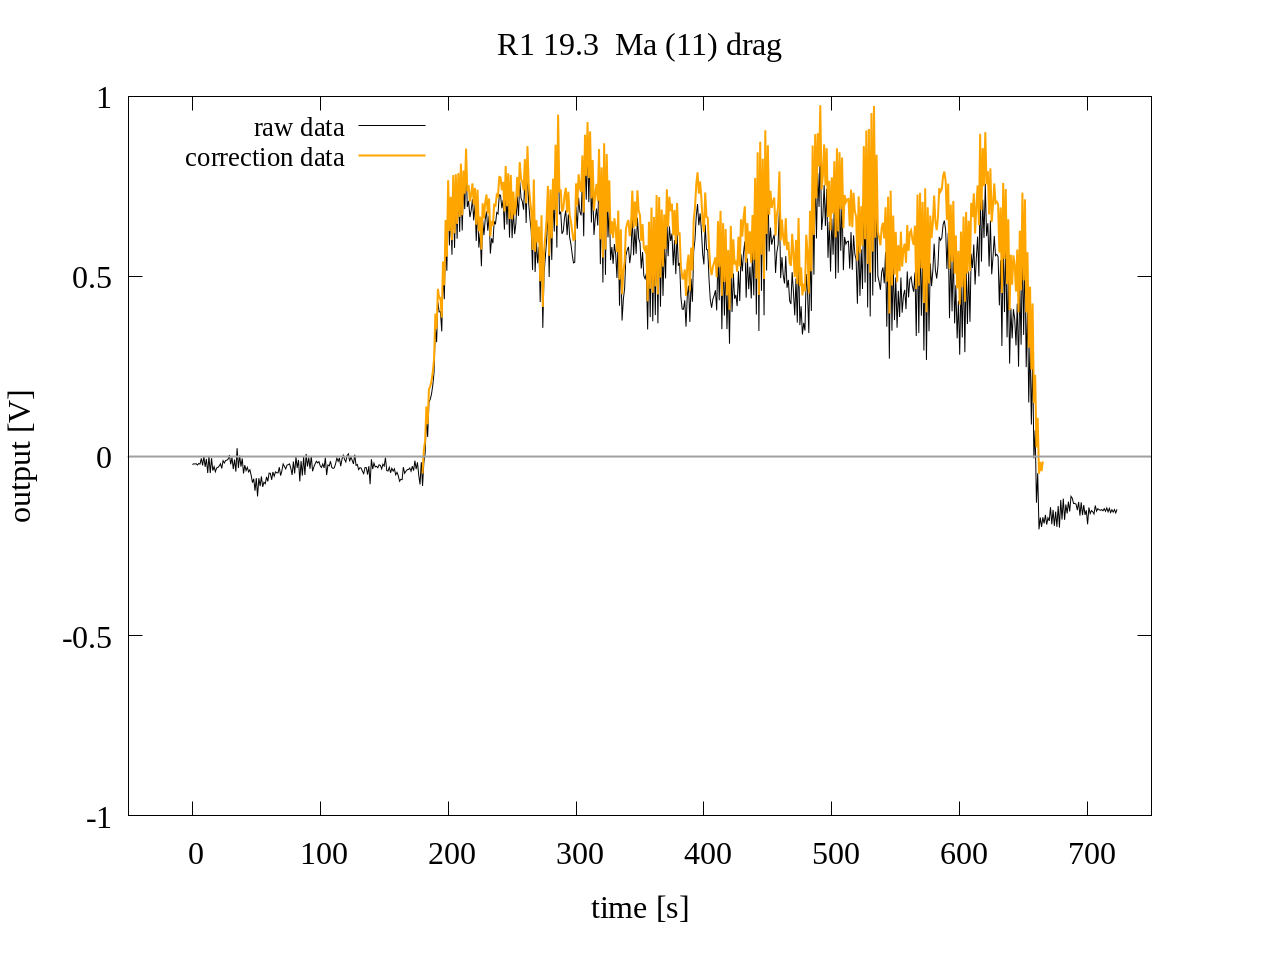 R1 19.3  Ma (11) drag
raw data
correction data
1
0.5
0
-0.5
-1
output [V]
0 100 200 300 400 500 600 700
time [s]